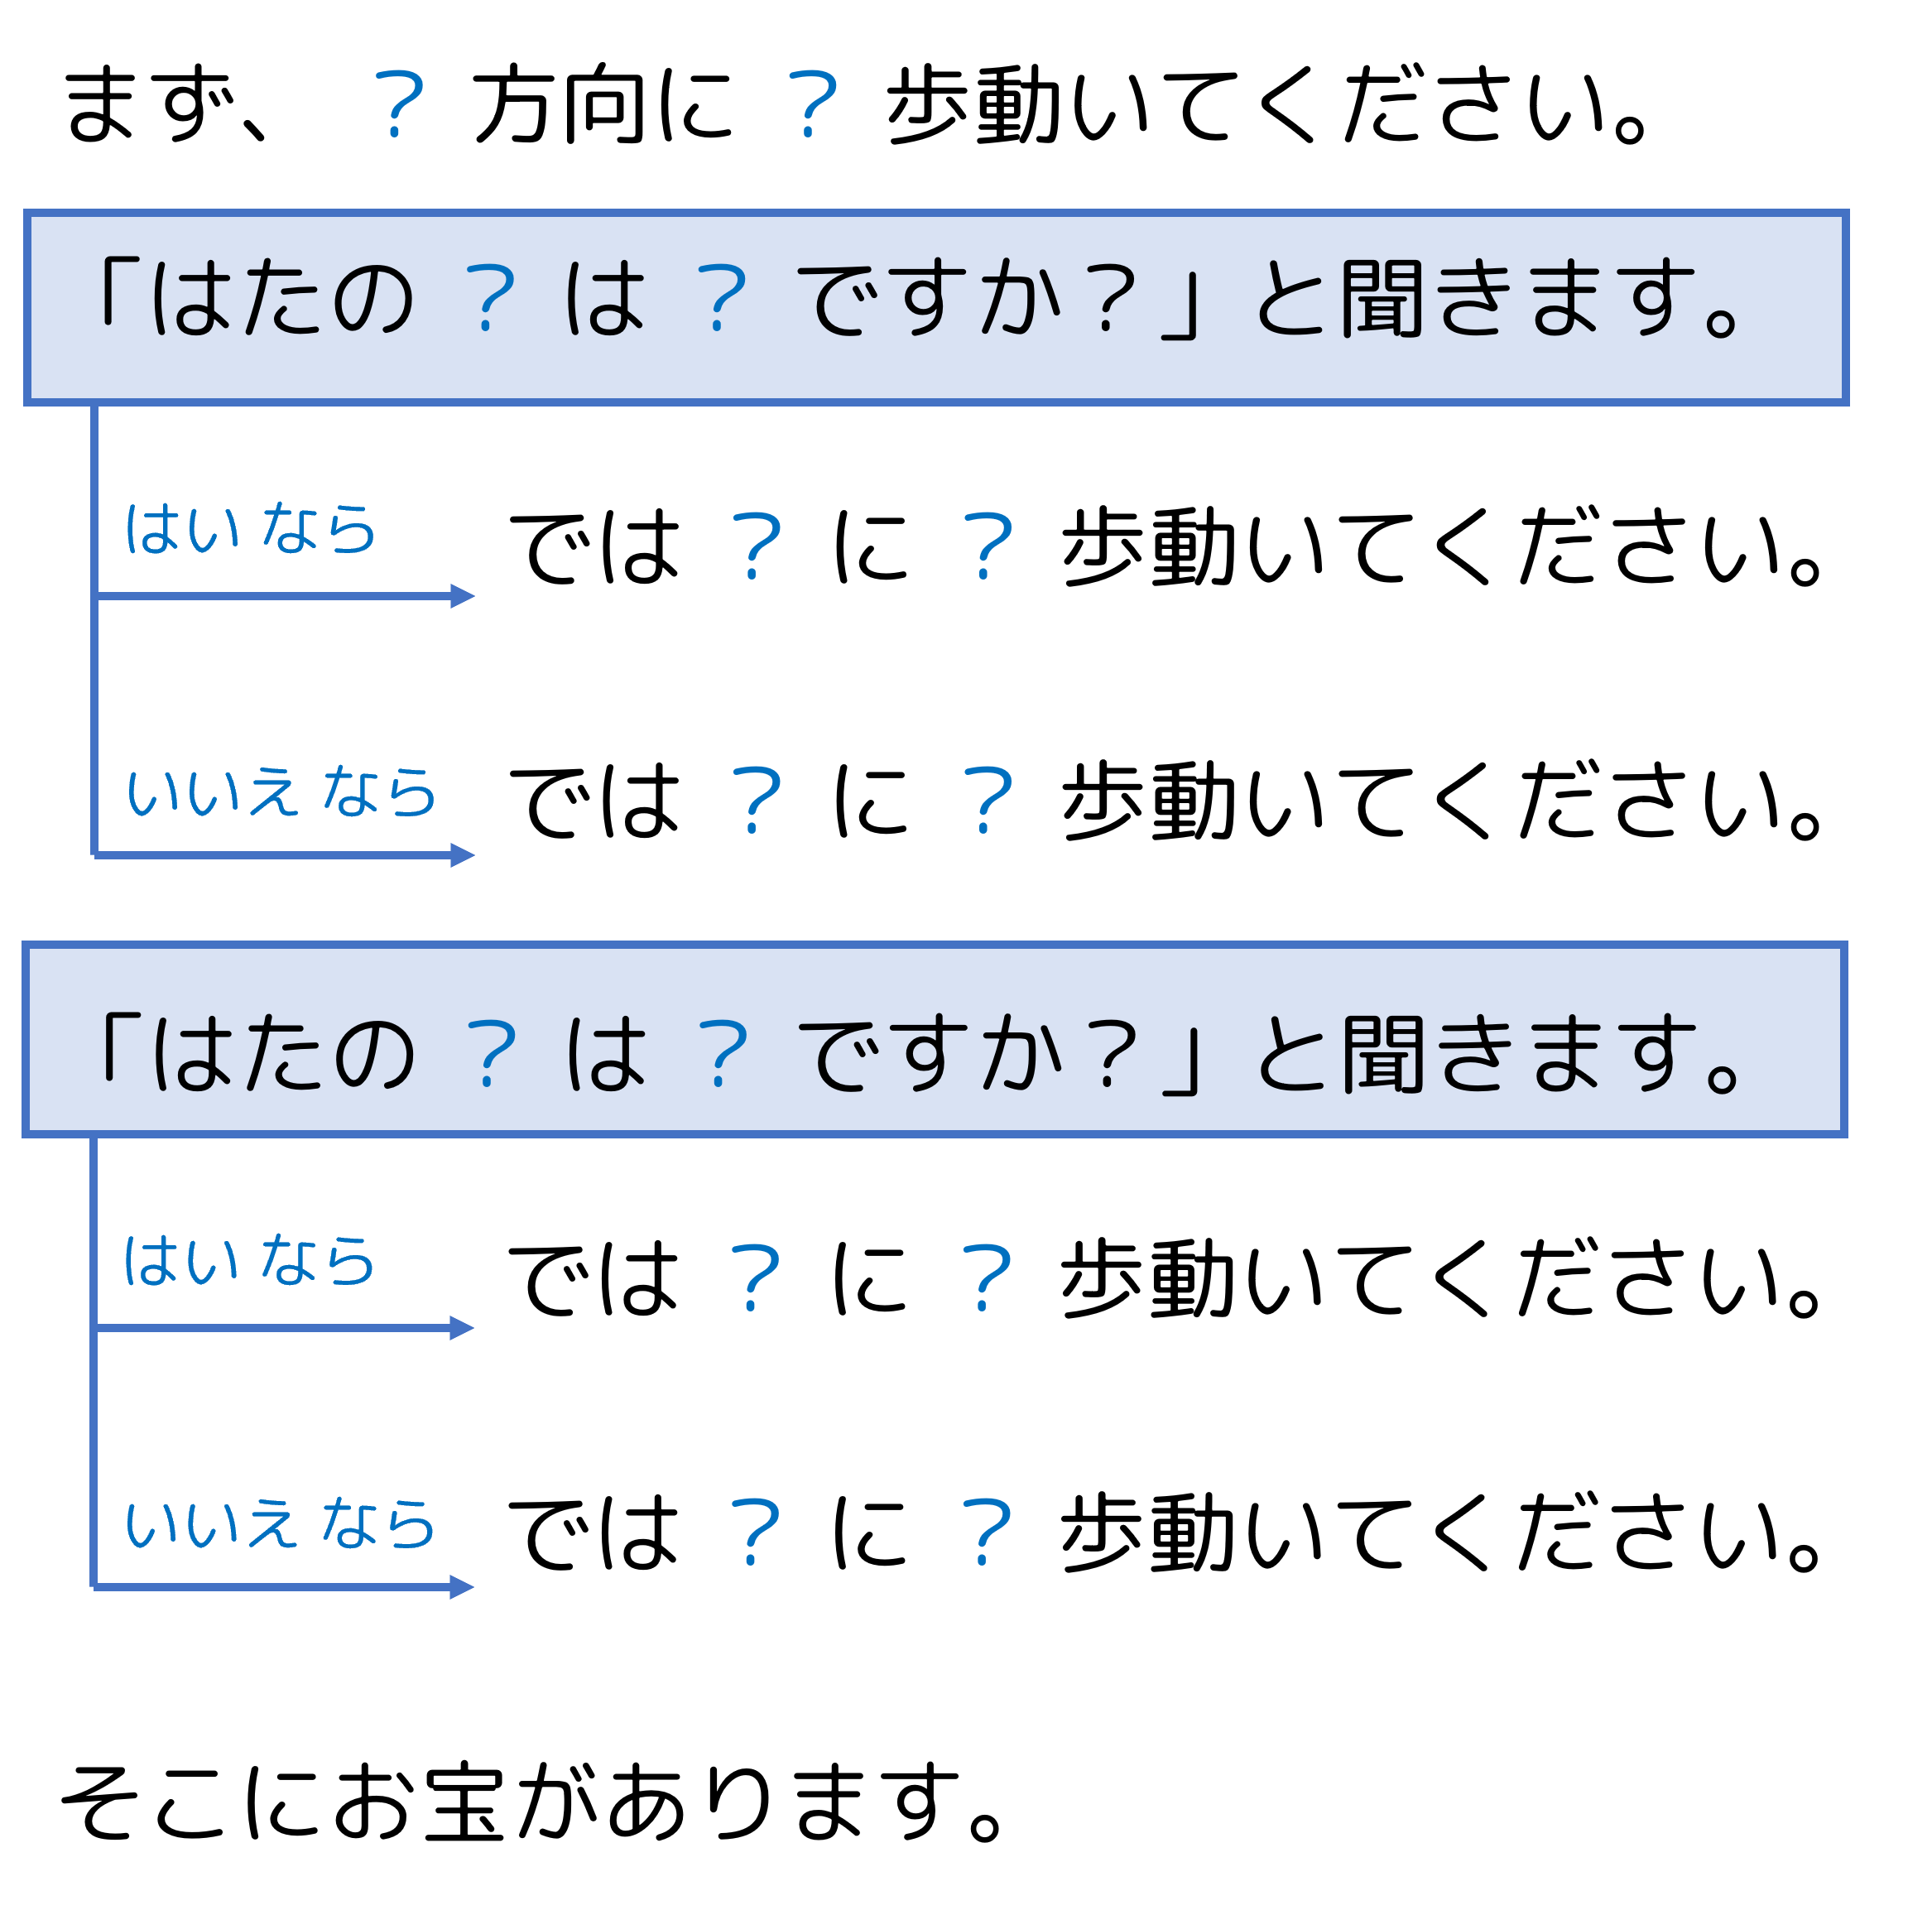 まず、 ? 方向に ? 歩動いてください。
「はたの ? は ? ですか?」と聞きます。
はい なら
では ? に ? 歩動いてください。
いいえ なら
では ? に ? 歩動いてください。
「はたの ? は ? ですか?」と聞きます。
はい なら
では ? に ? 歩動いてください。
いいえ なら
では ? に ? 歩動いてください。
そこにお宝があります。